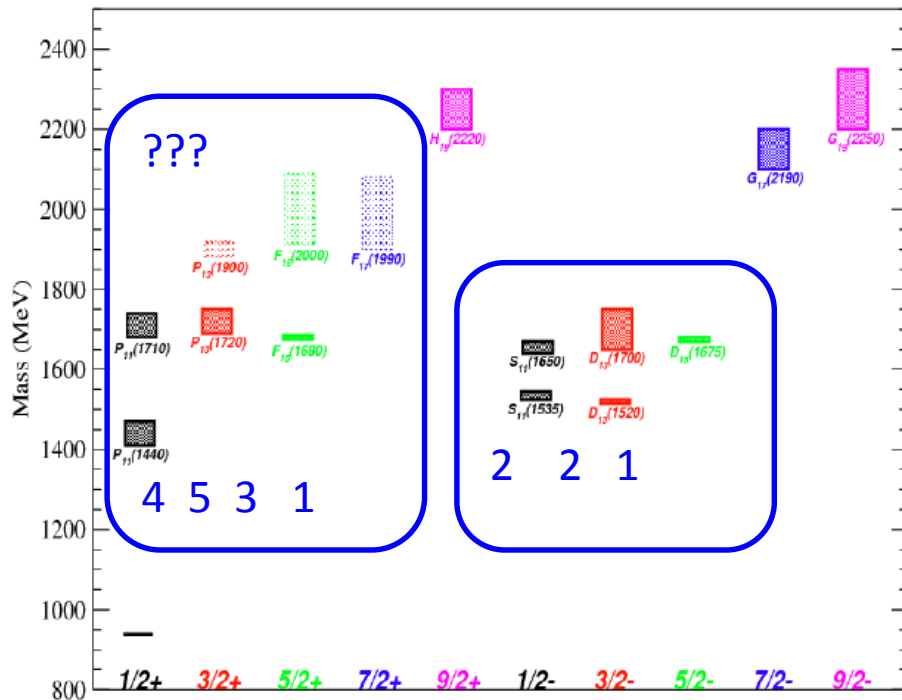 2400
2200
2000
1800
1600
1400
1200
1000
800
Mass (MeV)
???
H19(2220)
G17(2190)
G19(2250)
P13(1900)
F15(2000)
F17(1990)
P11(1710)
P13(1720)
F15(1680)
S11(1650)
D13(1700)
D15(1675)
S11(1535)
D13(1520)
P11(1440)
4 5 3 1
2 2 1
1/2+ 3/2+ 5/2+ 7/2+ 9/2+ 1/2- 3/2- 5/2- 7/2- 9/2-